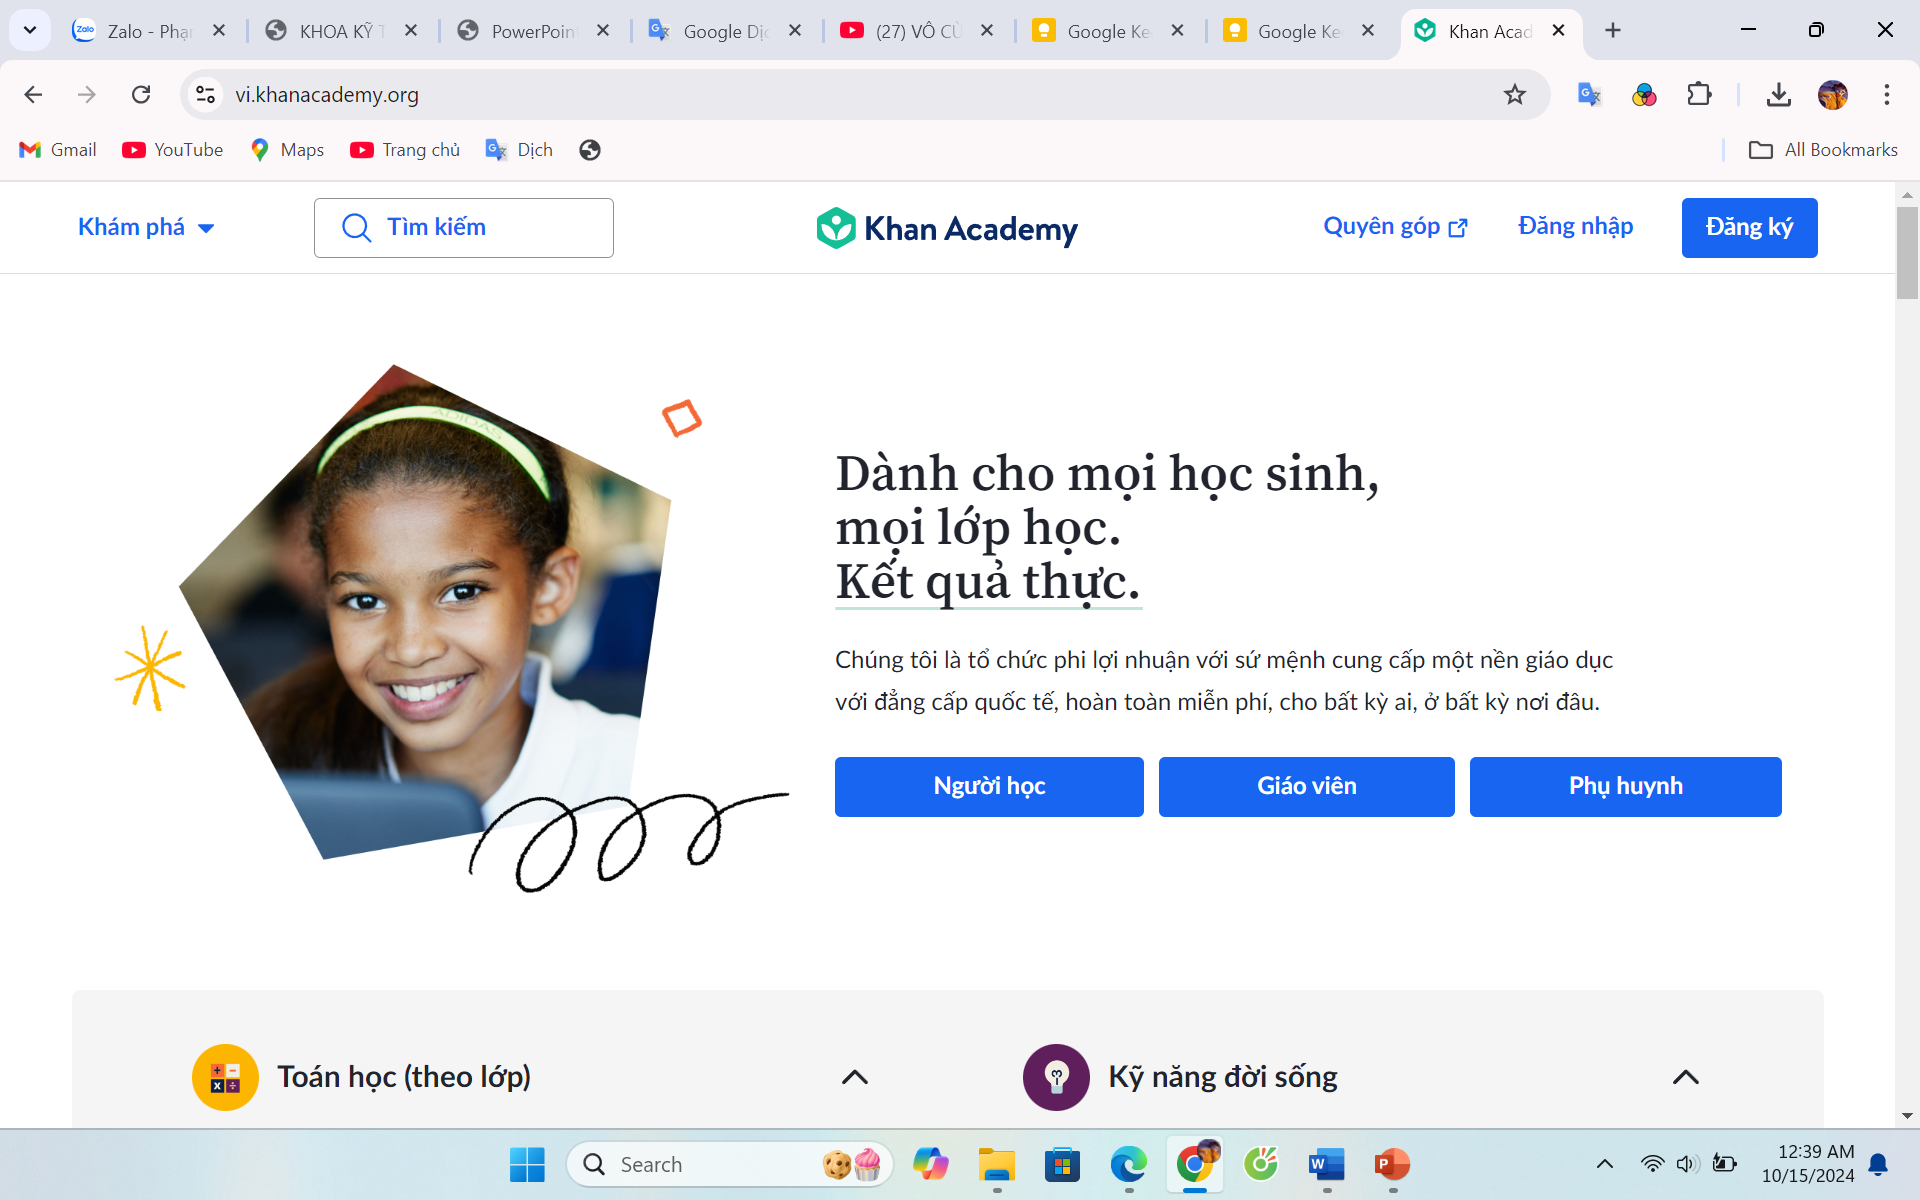 Zalo - Phạ
KHOA KỸ T
PowerPoin
Google Dịc
(27) VÔ CÙ
Google Ke
Google Ke
Khan Acad
vi.khanacademy.org
Gmail
YouTube
Maps
Trang chủ
Dịch
All Bookmarks
Khám phá
Tìm kiếm
Khan Academy
Quyên góp
Đăng nhập
Đăng ký
ADIDAS
Dành cho mọi học sinh,
mọi lớp học.
Kết quả thực.
Chúng tôi là tổ chức phi lợi nhuận với sứ mệnh cung cấp một nền giáo dục
với đẳng cấp quốc tế, hoàn toàn miễn phí, cho bất kỳ ai, ở bất kỳ nơi đâu.
Người học
Giáo viên
Phụ huynh
Toán học (theo lớp)
Kỹ năng đời sống
Search
12:39 AM
10/15/2024